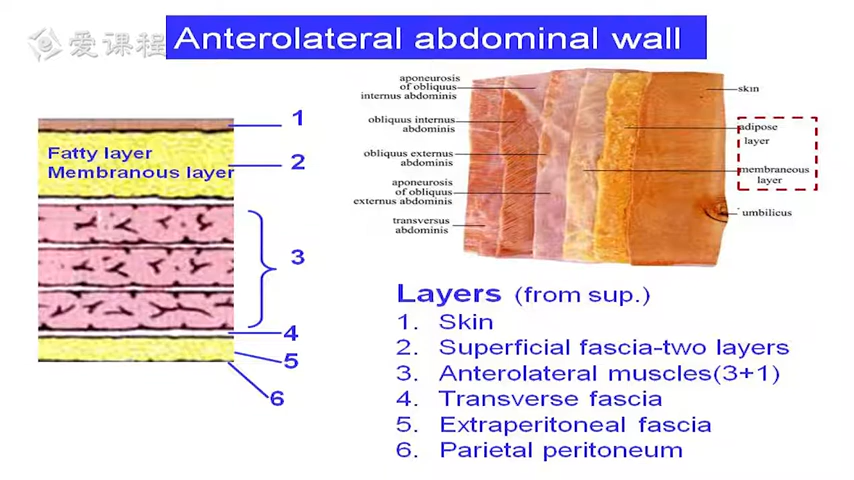 爱课程
Anterolateral abdominal wall
1
Fatty layer
Membranous layer
2
3
4
5
6
aponeurosis
of obliquus
internus abdominis
obliquus internus
abdominis
obliquus externus
abdominis
aponeurosis
of obliquus
externus abdominis
transversus
abdominis
skin
adipose
layer
membraneous
layer
umbilicus
Layers (from sup.)
1. Skin
2. Superficial fascia-two layers
3. Anterolateral muscles(3+1)
4. Transverse fascia
5. Extraperitoneal fascia
6. Parietal peritoneum